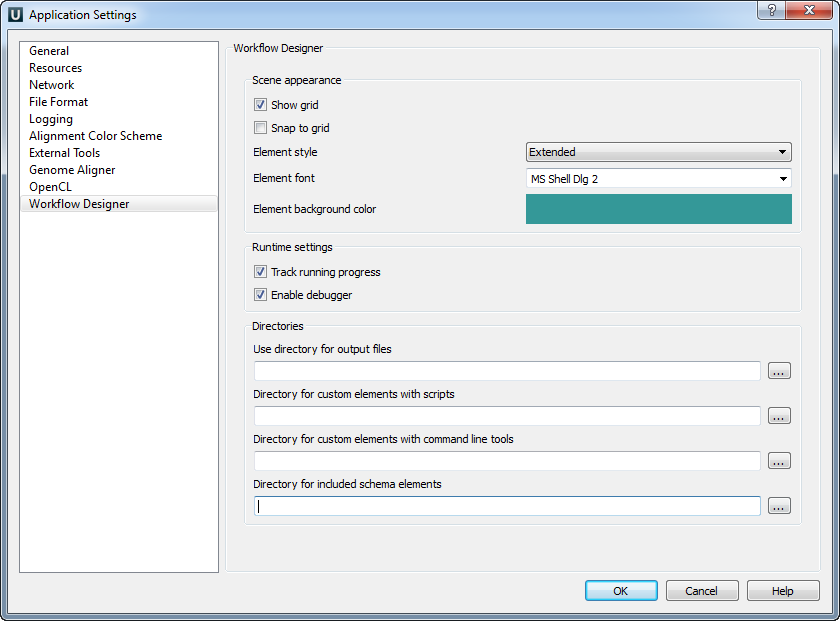 U Application Settings
?
General
Resources
Network
File Format
Logging
Alignment Color Scheme
External Tools
Genome Aligner
OpenCL
Workflow Designer
Workflow Designer
Scene appearance
Show grid
Snap to grid
Element style
Extended
Element font
MS Shell Dlg 2
Element background color
Runtime settings
Track running progress
Enable debugger
Directories
Use directory for output files
...
Directory for custom elements with scripts
...
Directory for custom elements with command line tools
...
Directory for included schema elements
...
OK
Cancel
Help